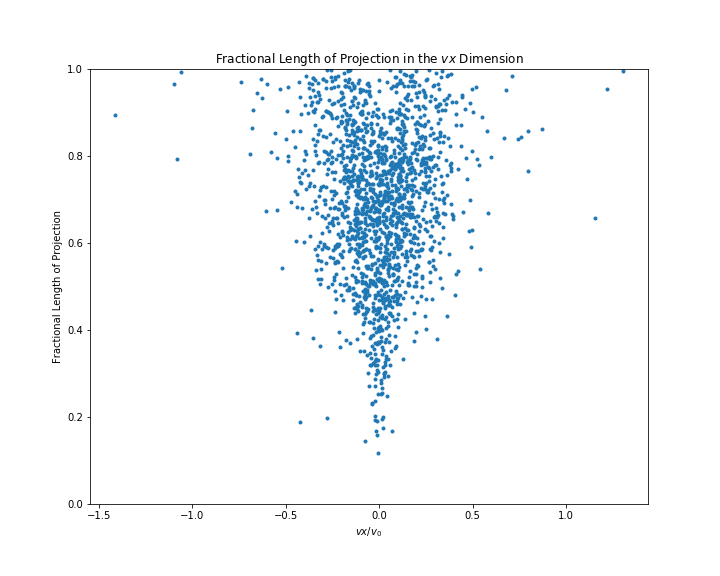 Fractional Length of Projection in the vx Dimension
Fractional Length of Projection
1.0
0.8
0.6
0.4
0.2
0.0
−1.5 −1.0 −0.5 0.0 0.5 1.0
vx/v₀